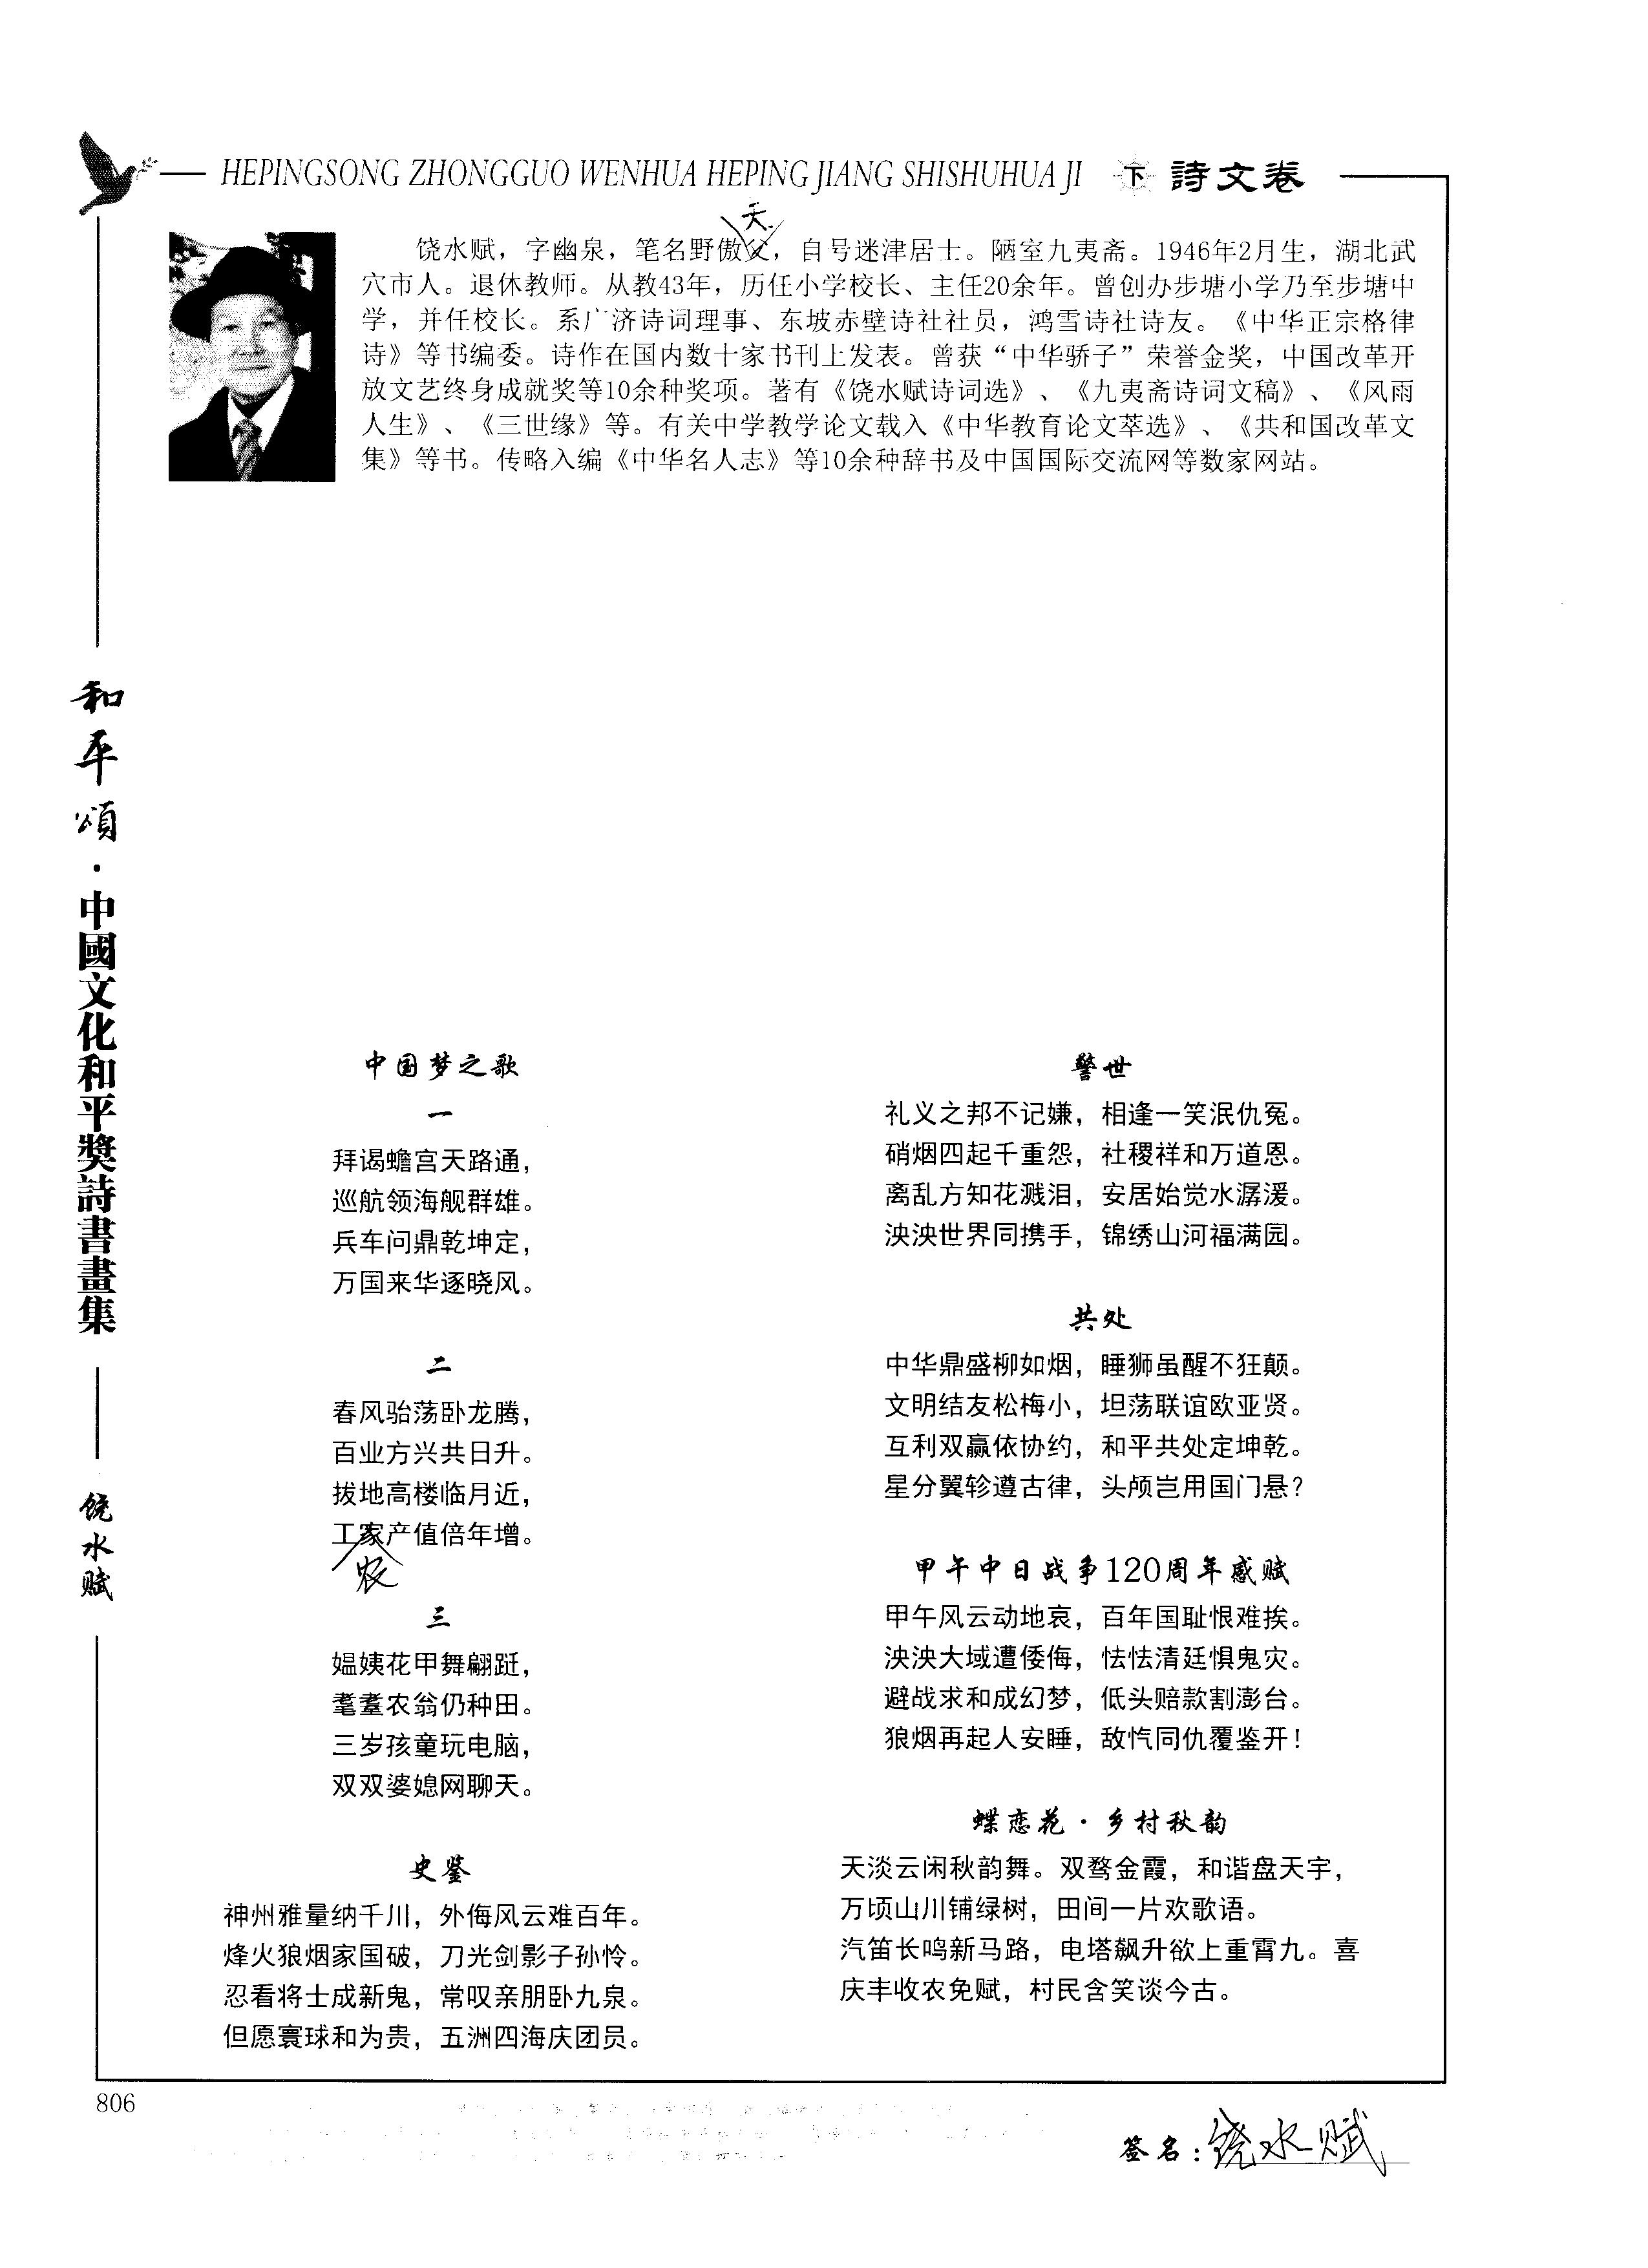 HEPINGSONG ZHONGGUO WENHUA HEPING JIANG SHISHUHUA JI 下 詩文卷
天
饶水赋，字幽泉，笔名野傲父，自号迷津居士。陋室九夷斋。1946年2月生，湖北武
穴市人。退休教师。从教43年，历任小学校长、主任20余年。曾创办步塘小学乃至步塘中
学，并任校长。系广济诗词理事、东坡赤壁诗社社员，鸿雪诗社诗友。《中华正宗格律
诗》等书编委。诗作在国内数十家书刊上发表。曾获“中华骄子”荣誉金奖，中国改革开
放文艺终身成就奖等10余种奖项。著有《饶水赋诗词选》、《九夷斋诗词文稿》、《风雨
人生》、《三世缘》等。有关中学教学论文载入《中华教育论文萃选》、《共和国改革文
集》等书。传略入编《中华名人志》等10余种辞书及中国国际交流网等数家网站。
和平頌·中國文化和平獎詩書畫集
饶水赋
中国梦之歌
一
拜谒蟾宫天路通，
巡航领海舰群雄。
兵车问鼎乾坤定，
万国来华逐晓风。
二
春风骀荡卧龙腾，
百业方兴共日升。
拔地高楼临月近，
工家产值倍年增。
农
三
媪姨花甲舞翩跹，
耄耋农翁仍种田。
三岁孩童玩电脑，
双双婆媳网聊天。
史鉴
神州雅量纳千川，外侮风云难百年。
烽火狼烟家国破，刀光剑影子孙怜。
忍看将士成新鬼，常叹亲朋卧九泉。
但愿寰球和为贵，五洲四海庆团员。
警世
礼义之邦不记嫌，相逢一笑泯仇冤。
硝烟四起千重怨，社稷祥和万道恩。
离乱方知花溅泪，安居始觉水潺湲。
泱泱世界同携手，锦绣山河福满园。
共处
中华鼎盛柳如烟，睡狮虽醒不狂颠。
文明结友松梅小，坦荡联谊欧亚贤。
互利双赢依协约，和平共处定坤乾。
星分翼轸遵古律，头颅岂用国门悬？
甲午中日战争120周年感赋
甲午风云动地哀，百年国耻恨难挨。
泱泱大域遭倭侮，怯怯清廷惧鬼灾。
避战求和成幻梦，低头赔款割澎台。
狼烟再起人安睡，敌忾同仇覆鉴开！
蝶恋花·乡村秋韵
天淡云闲秋韵舞。双鹜金霞，和谐盘天宇，
万顷山川铺绿树，田间一片欢歌语。
汽笛长鸣新马路，电塔飙升欲上重霄九。喜
庆丰收农免赋，村民含笑谈今古。
806
签名：饶水赋